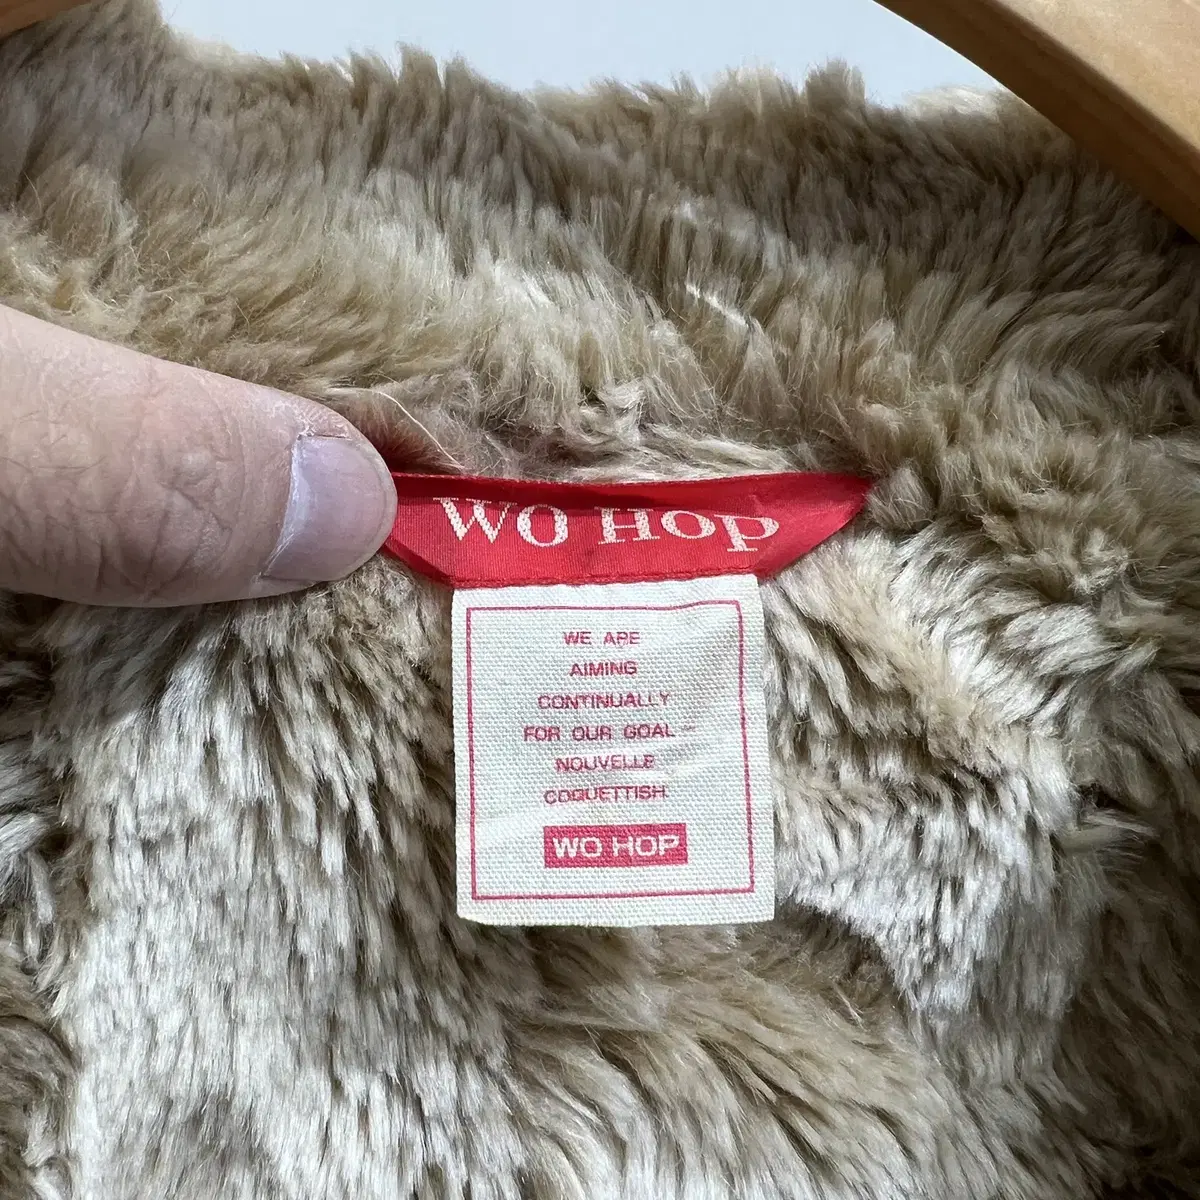 WO HOP
WE ARE
AIMING
CONTINUALLY
FOR OUR GOAL –
NOUVELLE
COQUETTISH
WO HOP